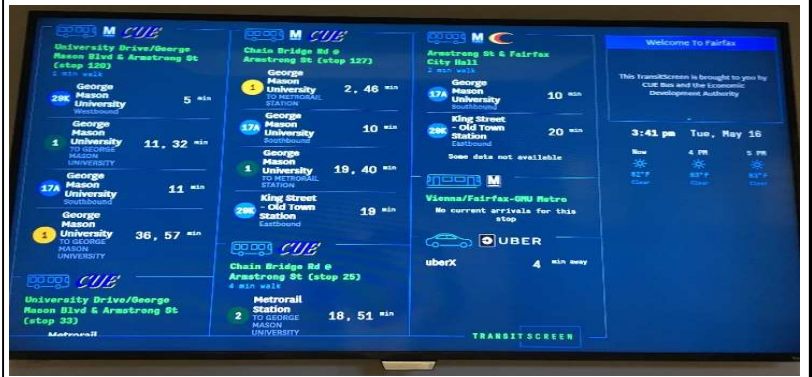 M CUE
University Drive/George
Mason Blvd & Armstrong St
(stop 120)
1 min walk
29K George Mason University Westbound 5 min
1 George Mason University TO GEORGE MASON UNIVERSITY 11, 32 min
17A George Mason University Southbound 11 min
1 George Mason University TO GEORGE MASON UNIVERSITY 36, 57 min
CUE
University Drive/George
Mason Blvd & Armstrong St
(stop 33)
Metrorail
M CUE
Chain Bridge Rd @
Armstrong St (stop 127)
1 George Mason University TO METRORAIL STATION 2, 46 min
17A George Mason University Southbound 10 min
1 George Mason University TO METRORAIL STATION 19, 40 min
29K King Street - Old Town Station Eastbound 19 min
CUE
Chain Bridge Rd @
Armstrong St (stop 25)
4 min walk
2 Metrorail Station TO GEORGE MASON UNIVERSITY 18, 51 min
M
Armstrong St & Fairfax
City Hall
2 min walk
17A George Mason University Southbound 10 min
29K King Street - Old Town Station Eastbound 20 min
Some data not available
M
Vienna/Fairfax-GMU Metro
No current arrivals for this
stop
UBER
uberX 4 min away
TRANSITSCREEN
Welcome To Fairfax
This TransitScreen is brought to you by
CUE Bus and the Economic
Development Authority
3:41 pm Tue, May 16
Now 4 PM 5 PM
82°F 83°F 83°F
Clear Clear Clear